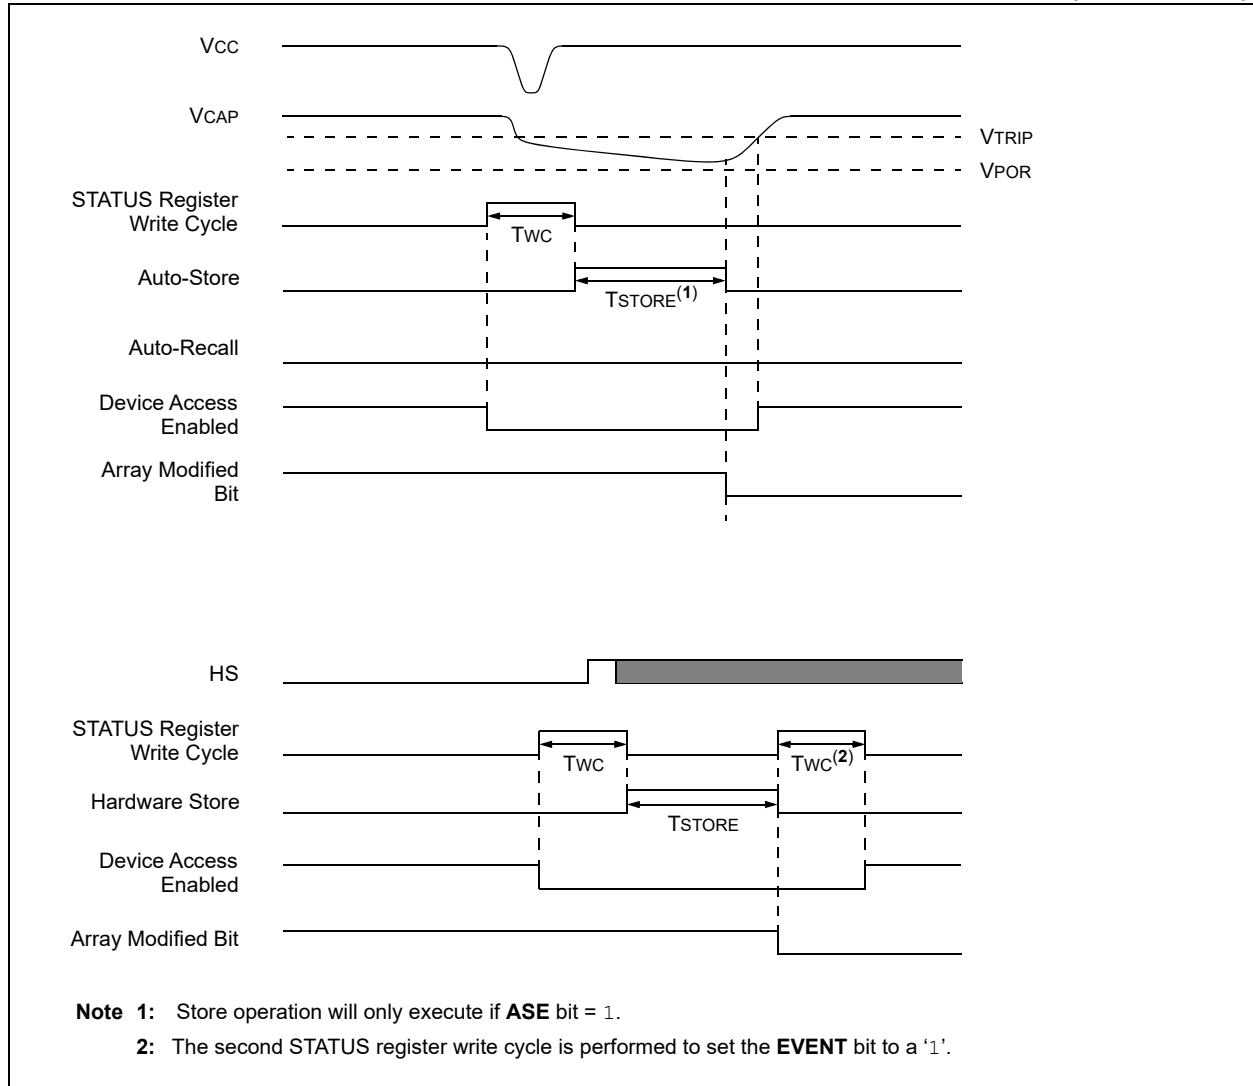 VCC
VCAP
VTRIP
VPOR
STATUS Register
Write Cycle
TWC
Auto-Store
TSTORE(1)
Auto-Recall
Device Access
Enabled
Array Modified
Bit
HS
STATUS Register
Write Cycle
TWC
TWC(2)
Hardware Store
TSTORE
Device Access
Enabled
Array Modified Bit
Note 1: Store operation will only execute if ASE bit = 1.
2: The second STATUS register write cycle is performed to set the EVENT bit to a ‘1’.